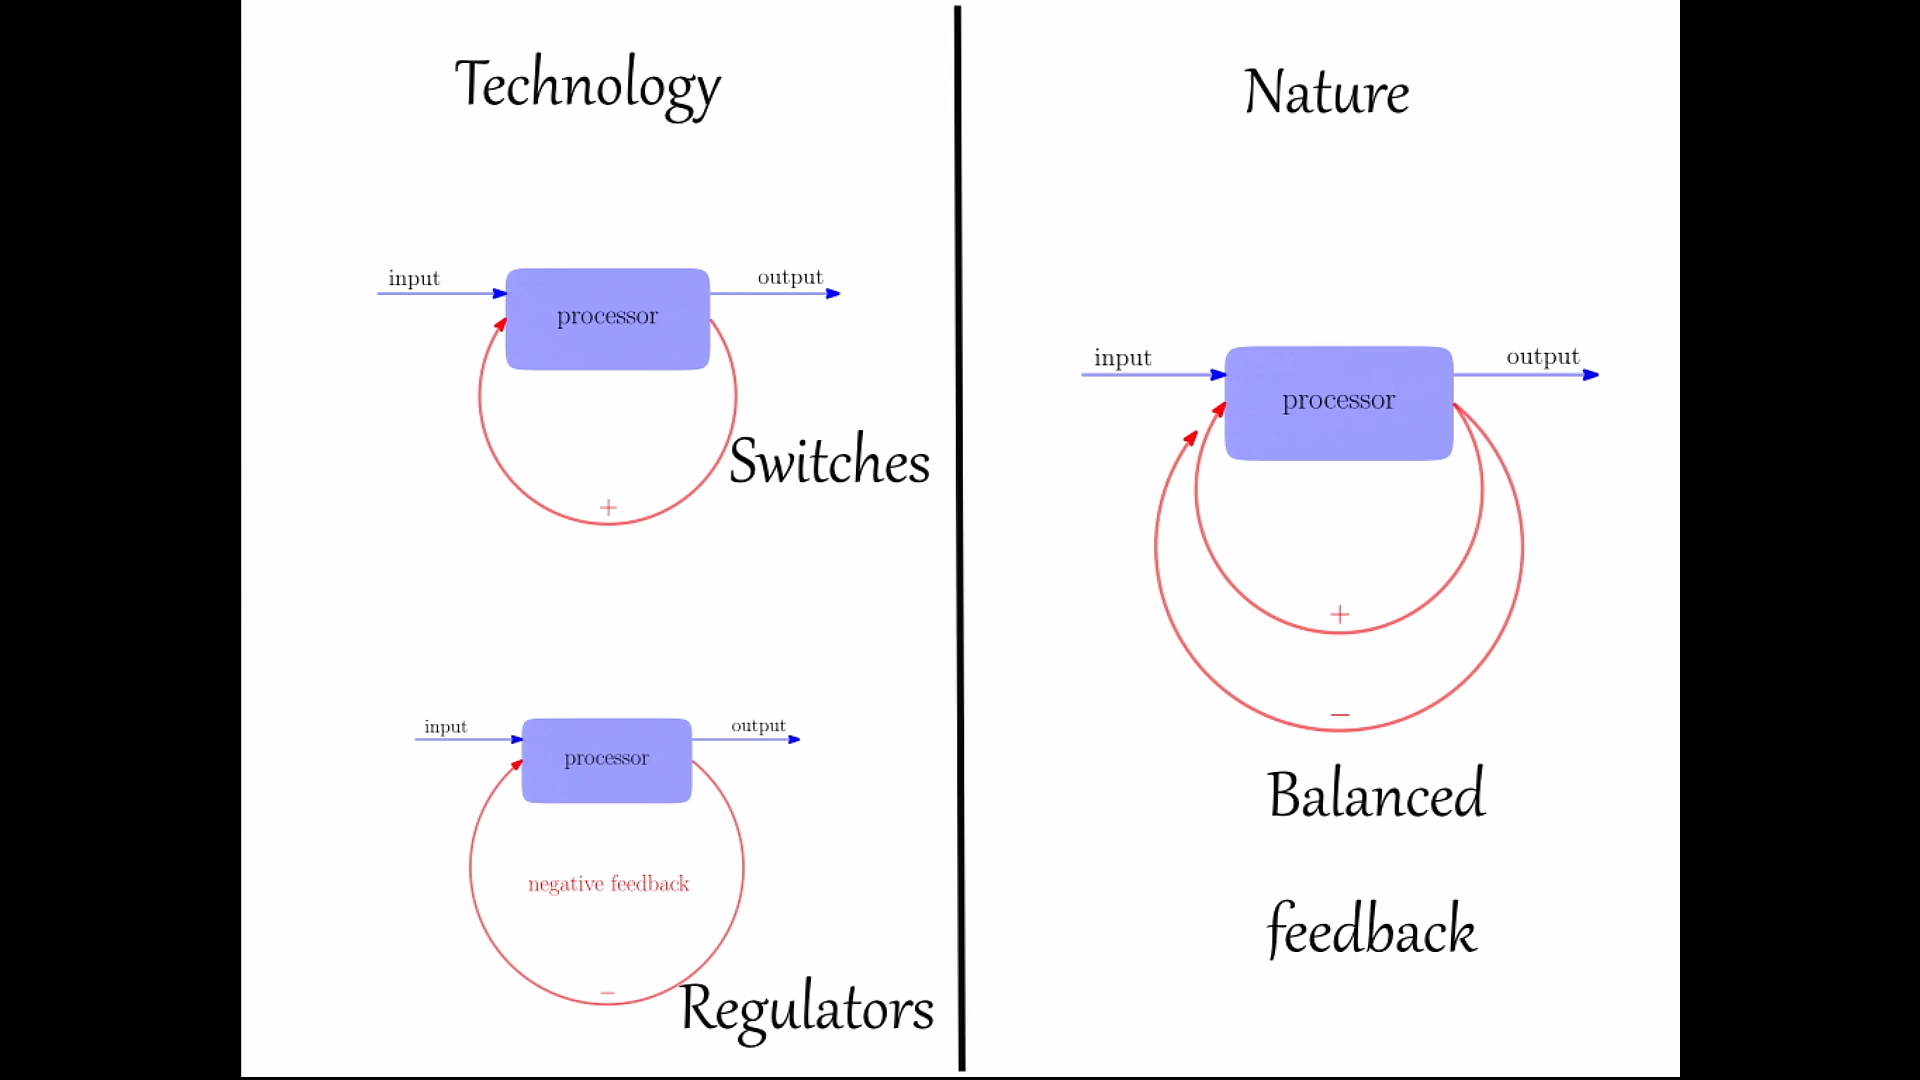 Technology
input
output
processor
+
Switches
input
output
processor
negative feedback
−
Regulators
Nature
input
output
processor
+
−
Balanced
feedback